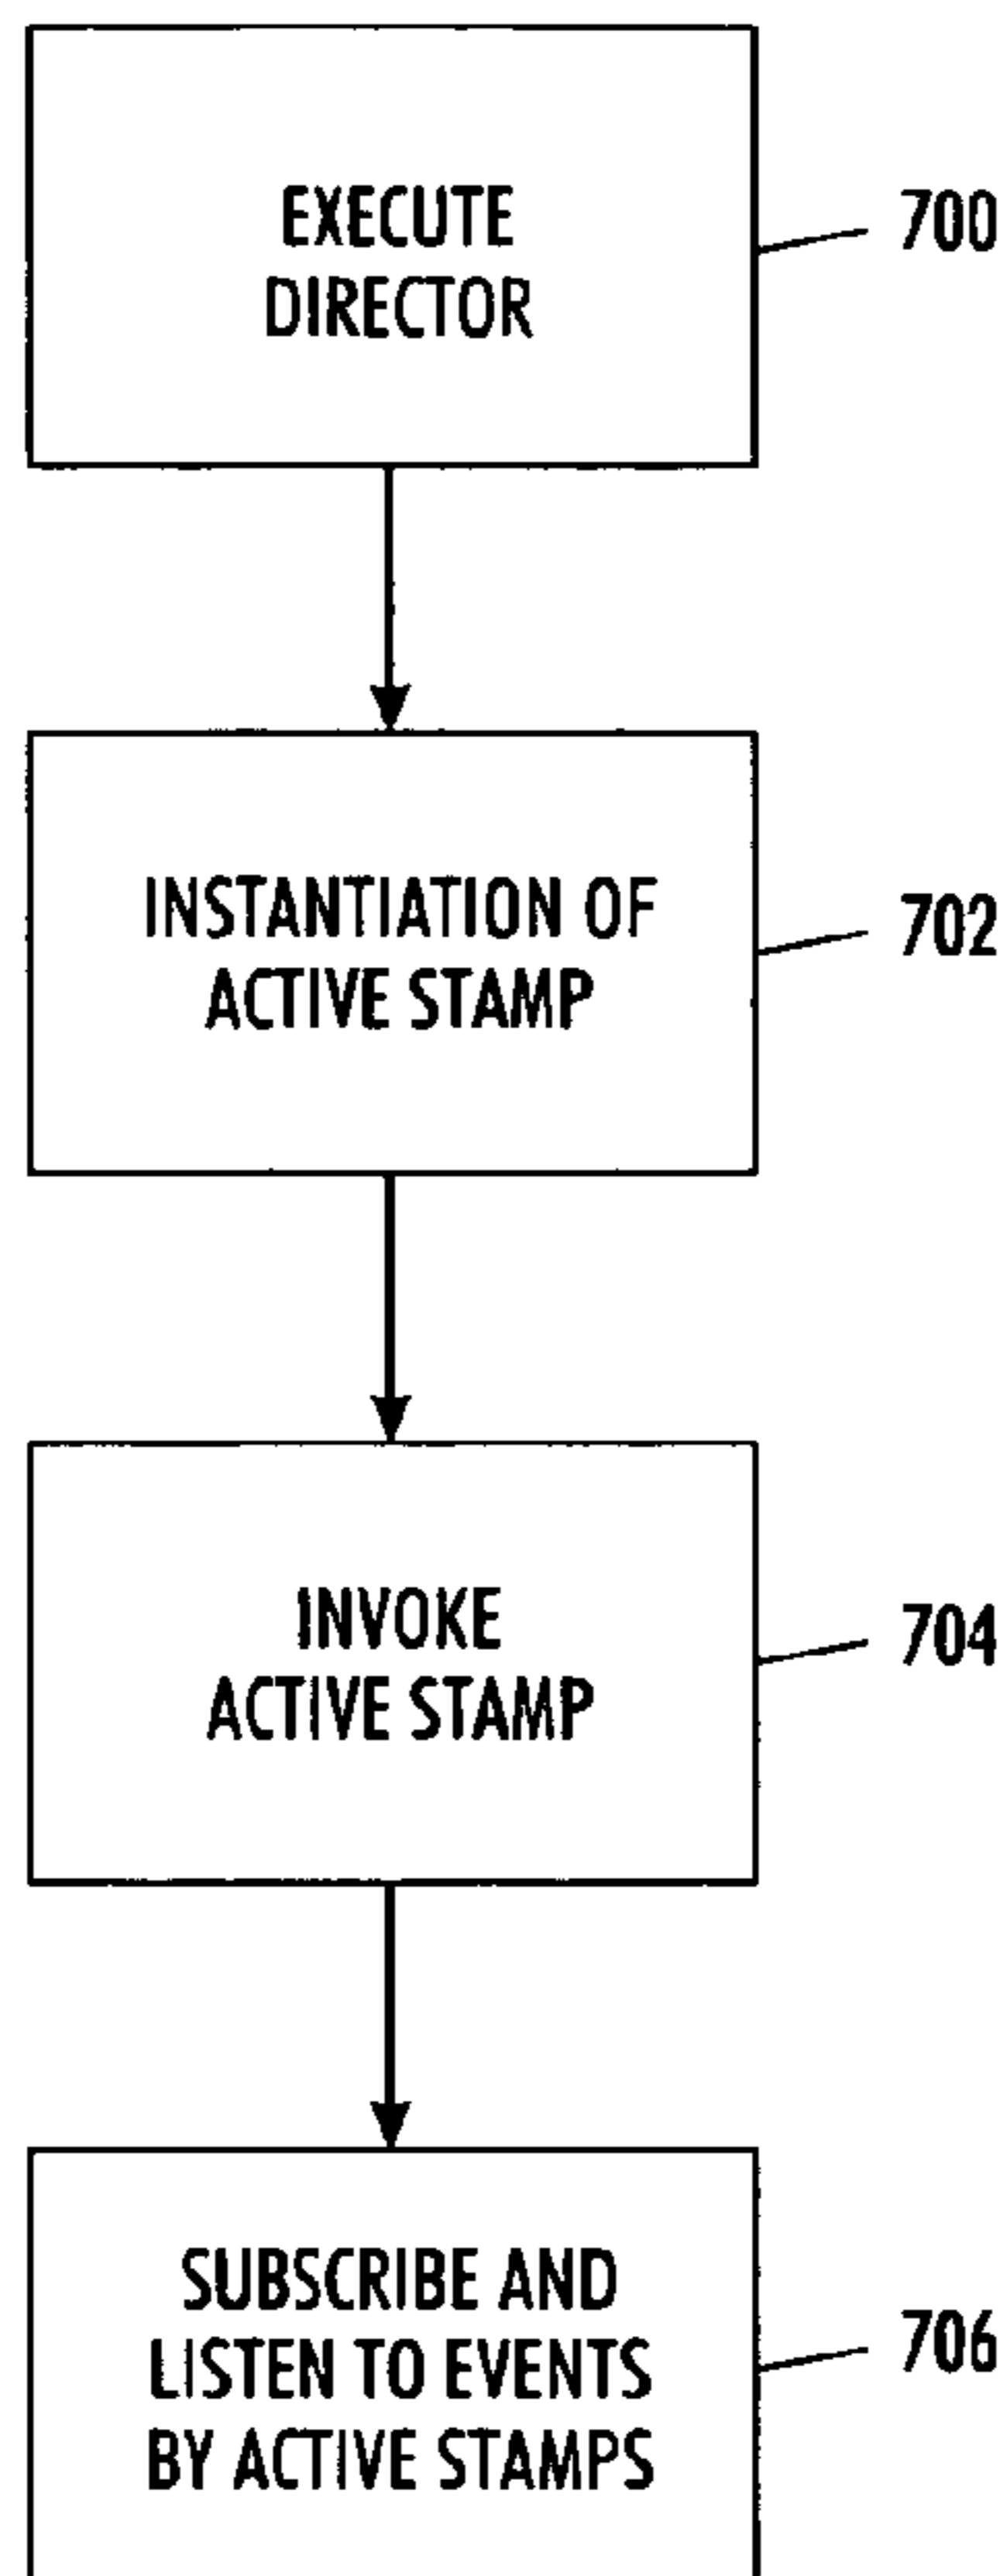 EXECUTE
DIRECTOR
700
INSTANTIATION OF
ACTIVE STAMP
702
INVOKE
ACTIVE STAMP
704
SUBSCRIBE AND
LISTEN TO EVENTS
BY ACTIVE STAMPS
706